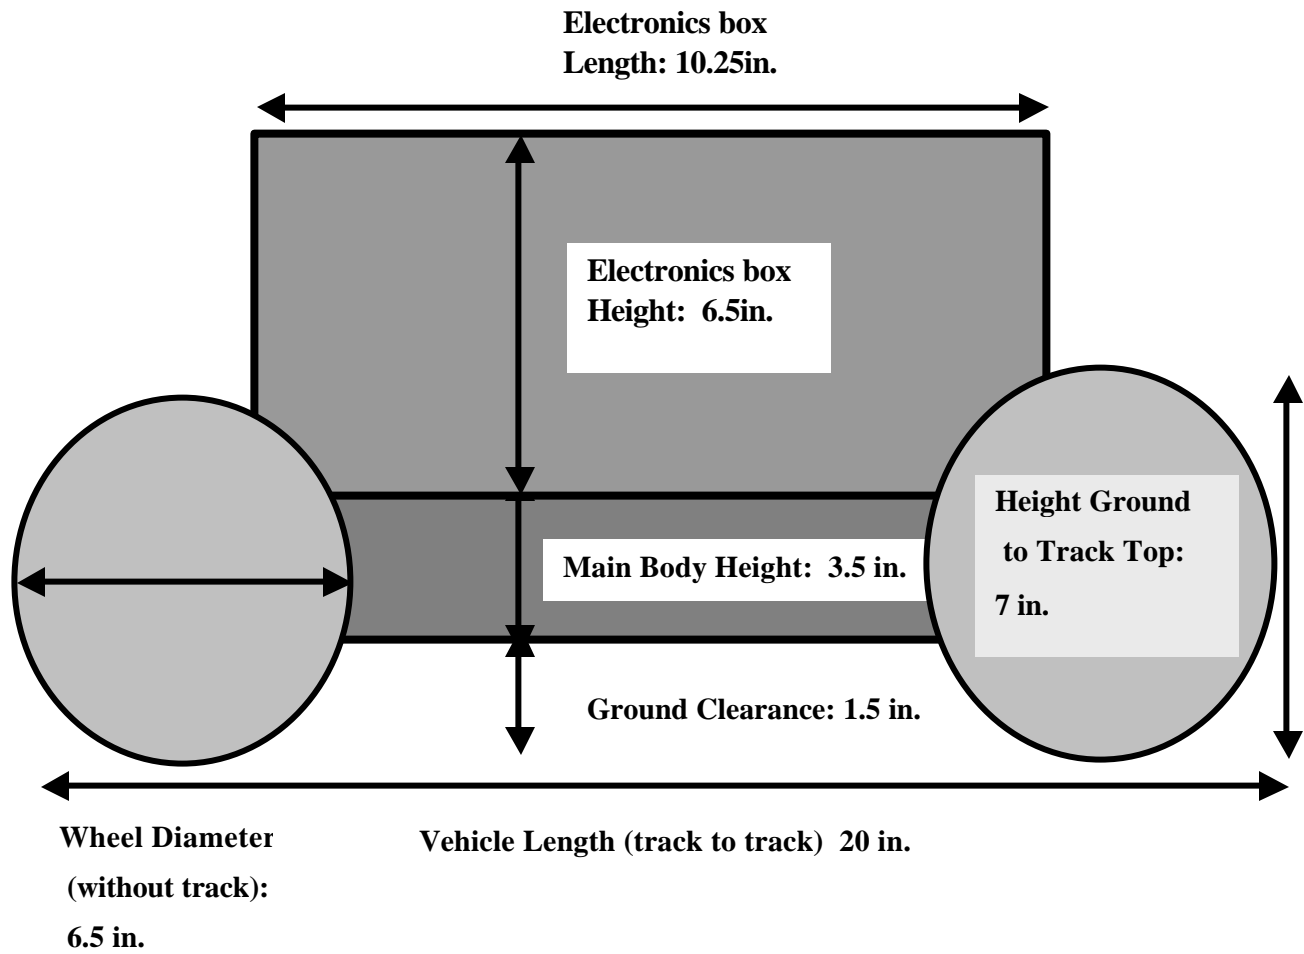 Electronics box
Length: 10.25in.
Electronics box
Height:  6.5in.
Height Ground
to Track Top:
7 in.
Main Body Height:  3.5 in.
Ground Clearance: 1.5 in.
Wheel Diameter
(without track):
6.5 in.
Vehicle Length (track to track)  20 in.